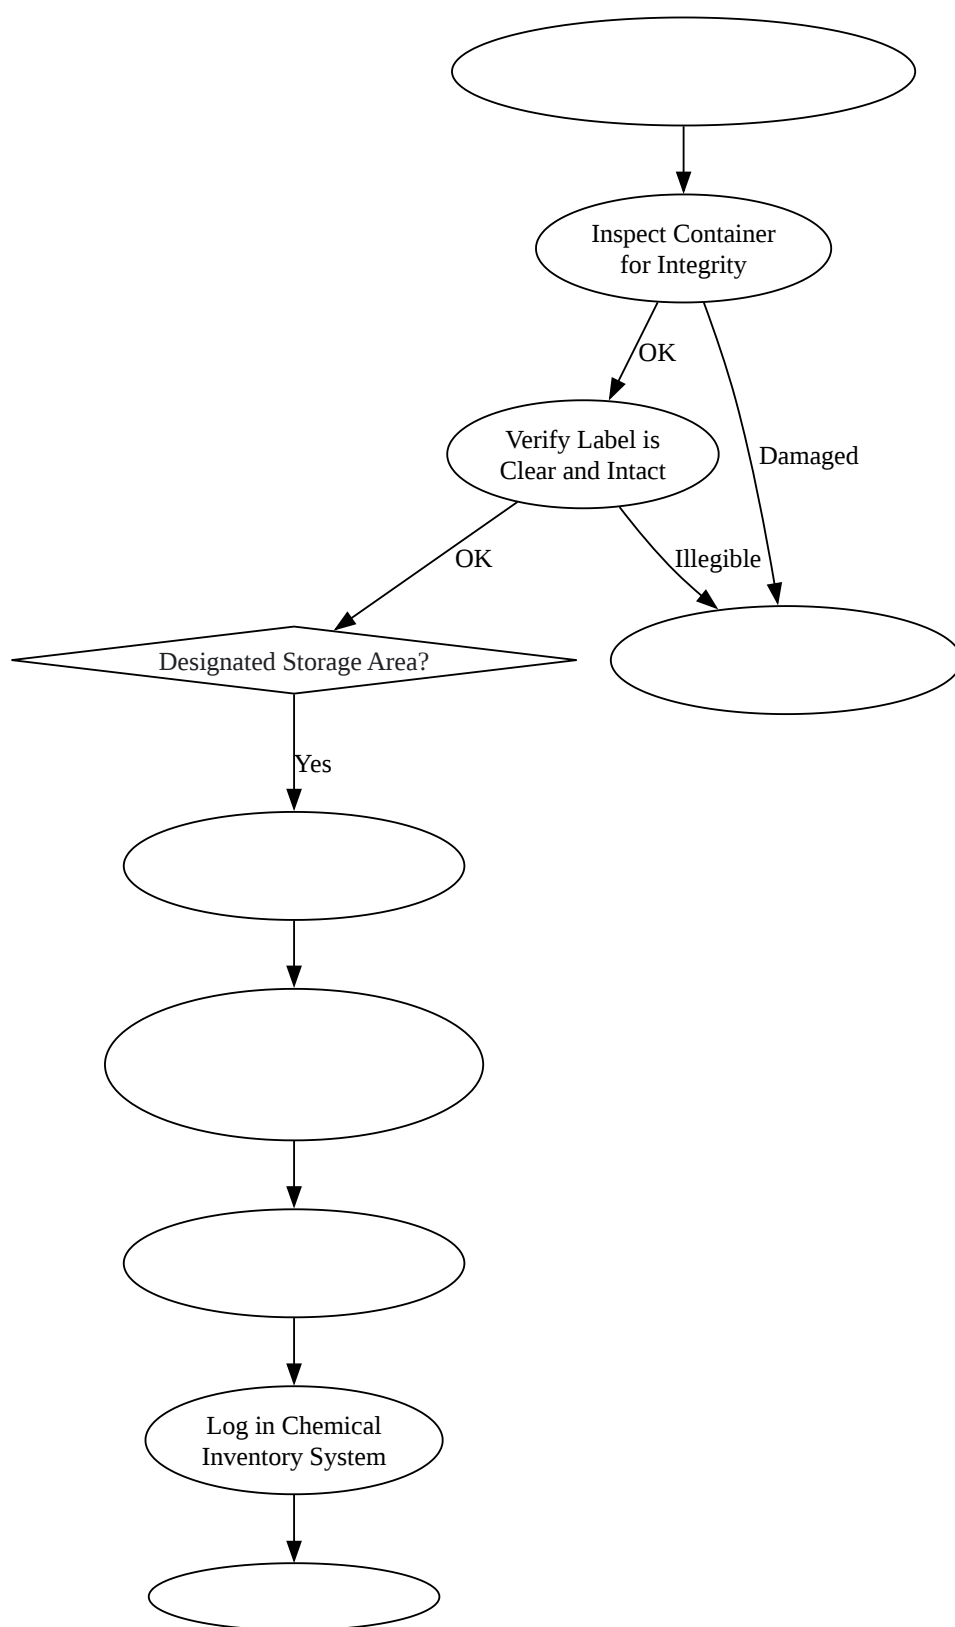 Inspect Container
for Integrity
OK
Damaged
Verify Label is
Clear and Intact
OK
Illegible
Designated Storage Area?
Yes
Log in Chemical
Inventory System